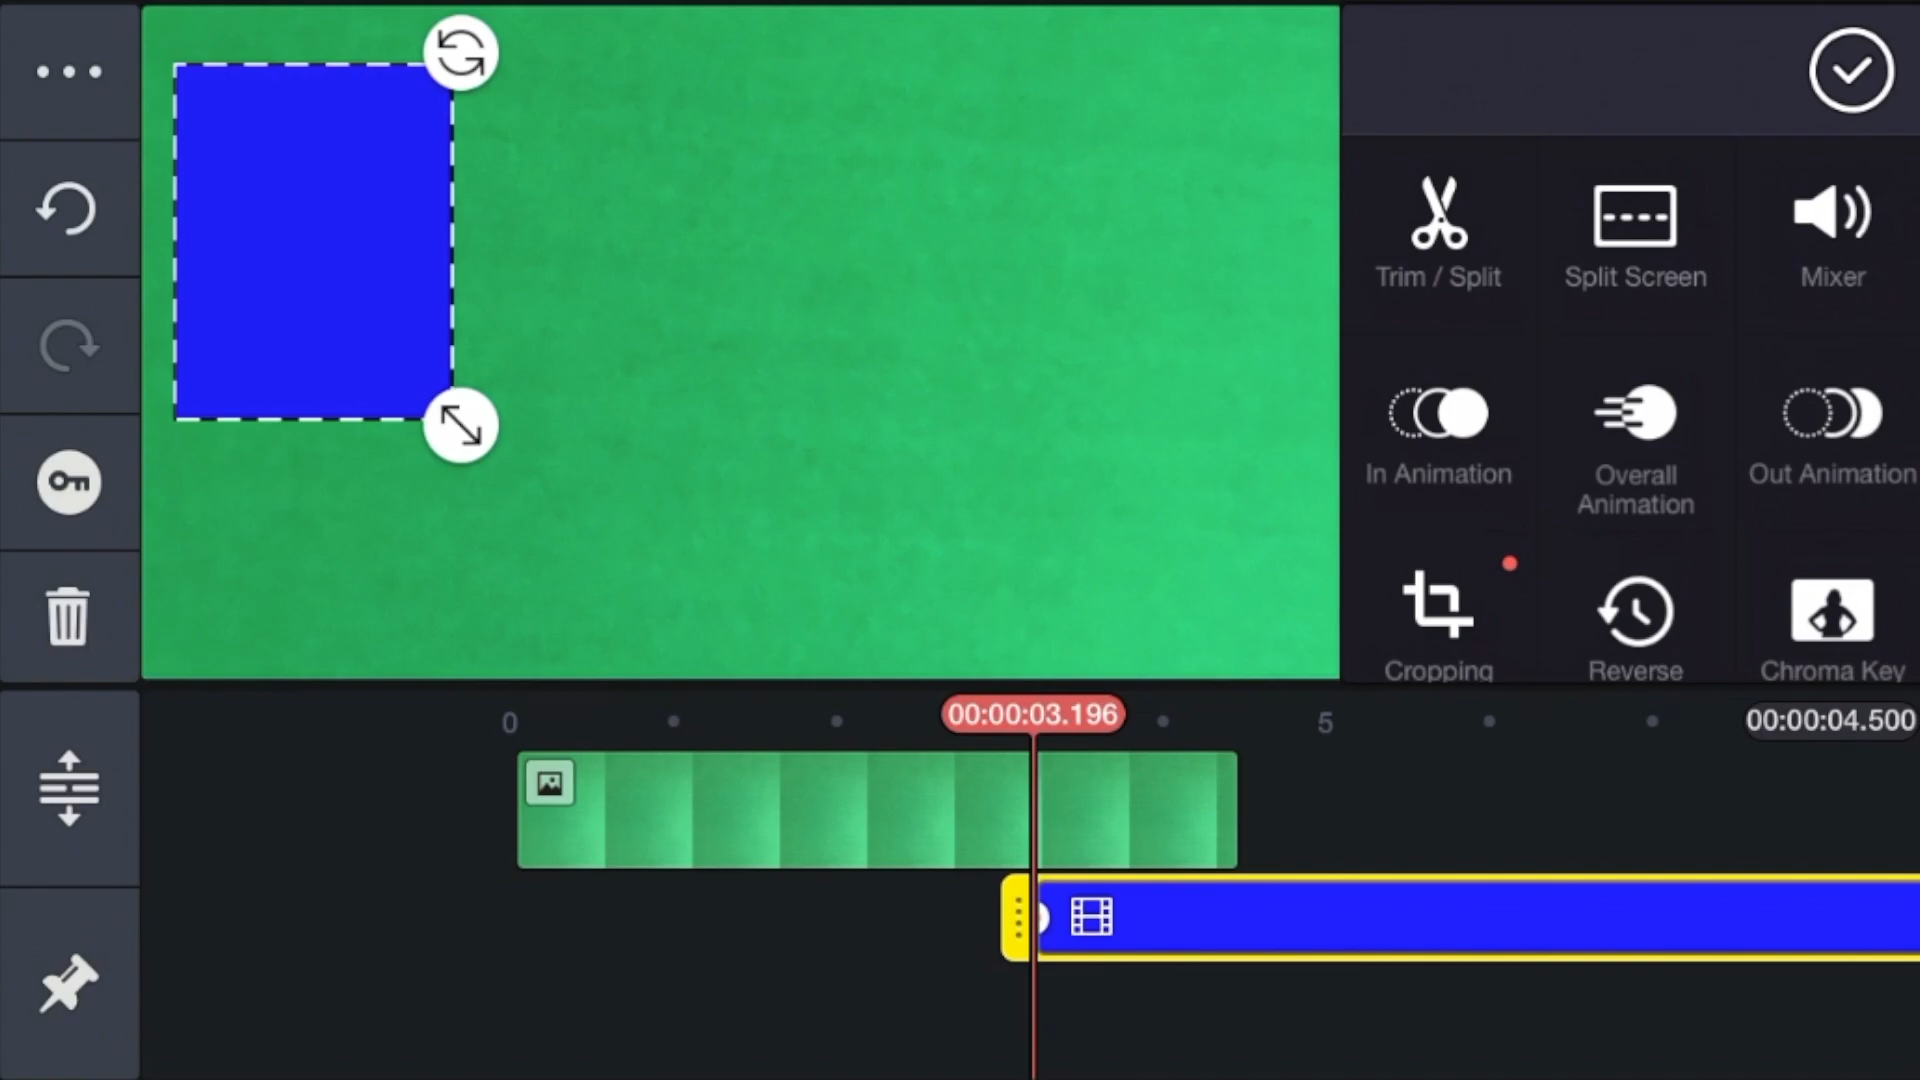 Trim / Split
Split Screen
Mixer
In Animation
Overall
Animation
Out Animation
Cropping
Reverse
Chroma Key
0
00:00:03.196
5
00:00:04.500